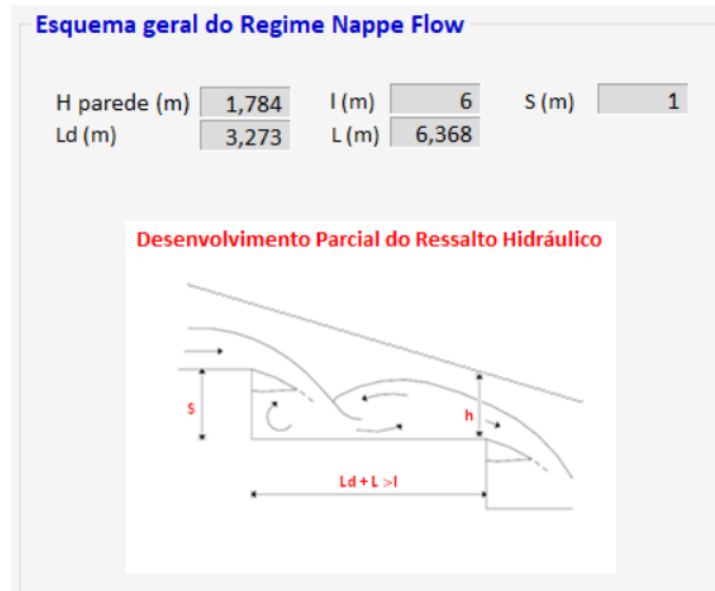 Esquema geral do Regime Nappe Flow
H parede (m) 1,784 l (m) 6 S (m) 1
Ld (m) 3,273 L (m) 6,368
Desenvolvimento Parcial do Ressalto Hidráulico
S
h
Ld + L >l